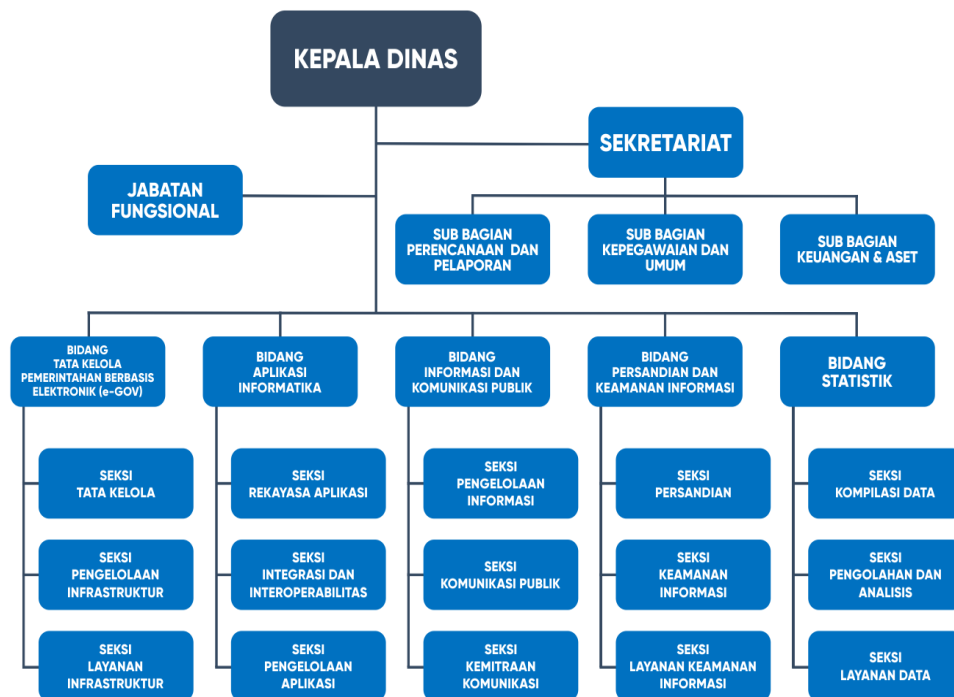 KEPALA DINAS
SEKRETARIAT
JABATAN
FUNGSIONAL
SUB BAGIAN
PERENCANAAN DAN
PELAPORAN
SUB BAGIAN
KEPEGAWAIAN DAN
UMUM
SUB BAGIAN
KEUANGAN & ASET
BIDANG
TATA KELOLA
PEMERINTAHAN BERBASIS
ELEKTRONIK (e-GOV)
BIDANG
APLIKASI
INFORMATIKA
BIDANG
INFORMASI DAN
KOMUNIKASI PUBLIK
BIDANG
PERSANDIAN DAN
KEAMANAN INFORMASI
BIDANG
STATISTIK
SEKSI
TATA KELOLA
SEKSI
REKAYASA APLIKASI
SEKSI
PENGELOLAAN
INFORMASI
SEKSI
PERSANDIAN
SEKSI
KOMPILASI DATA
SEKSI
PENGELOLAAN
INFRASTRUKTUR
SEKSI
INTEGRASI DAN
INTEROPERABILITAS
SEKSI
KOMUNIKASI PUBLIK
SEKSI
KEAMANAN
INFORMASI
SEKSI
PENGOLAHAN DAN
ANALISIS
SEKSI
LAYANAN
INFRASTRUKTUR
SEKSI
PENGELOLAAN
APLIKASI
SEKSI
KEMITRAAN
KOMUNIKASI
SEKSI
LAYANAN KEAMANAN
INFORMASI
SEKSI
LAYANAN DATA